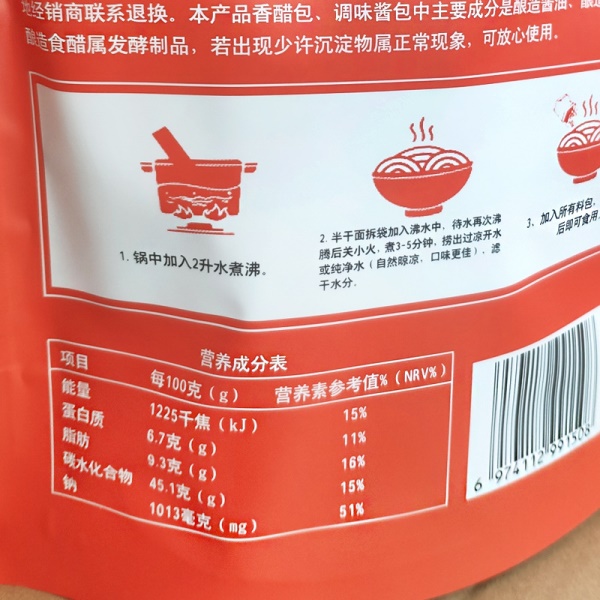 经销商联系退换。本产品香醋包、调味酱包中主要成分是酿造酱油、酿造
酿造食醋属发酵制品，若出现少许沉淀物属正常现象，可放心使用。
1. 锅中加入2升水煮沸。
2. 半干面拆袋加入沸水中，待水再次沸
腾后关小火，煮3-5分钟，捞出过凉开水
或纯净水（自然晾凉，口味更佳），滤
干水分。
3、加入所有料包，
后即可食用
营养成分表
项目 每100克（g） 营养素参考值%（NRV%）
能量 1225千焦（kJ） 15%
蛋白质 6.7克（g） 11%
脂肪 9.3克（g） 16%
碳水化合物 45.1克（g） 15%
钠 1013毫克（mg） 51%
6 974112 991508